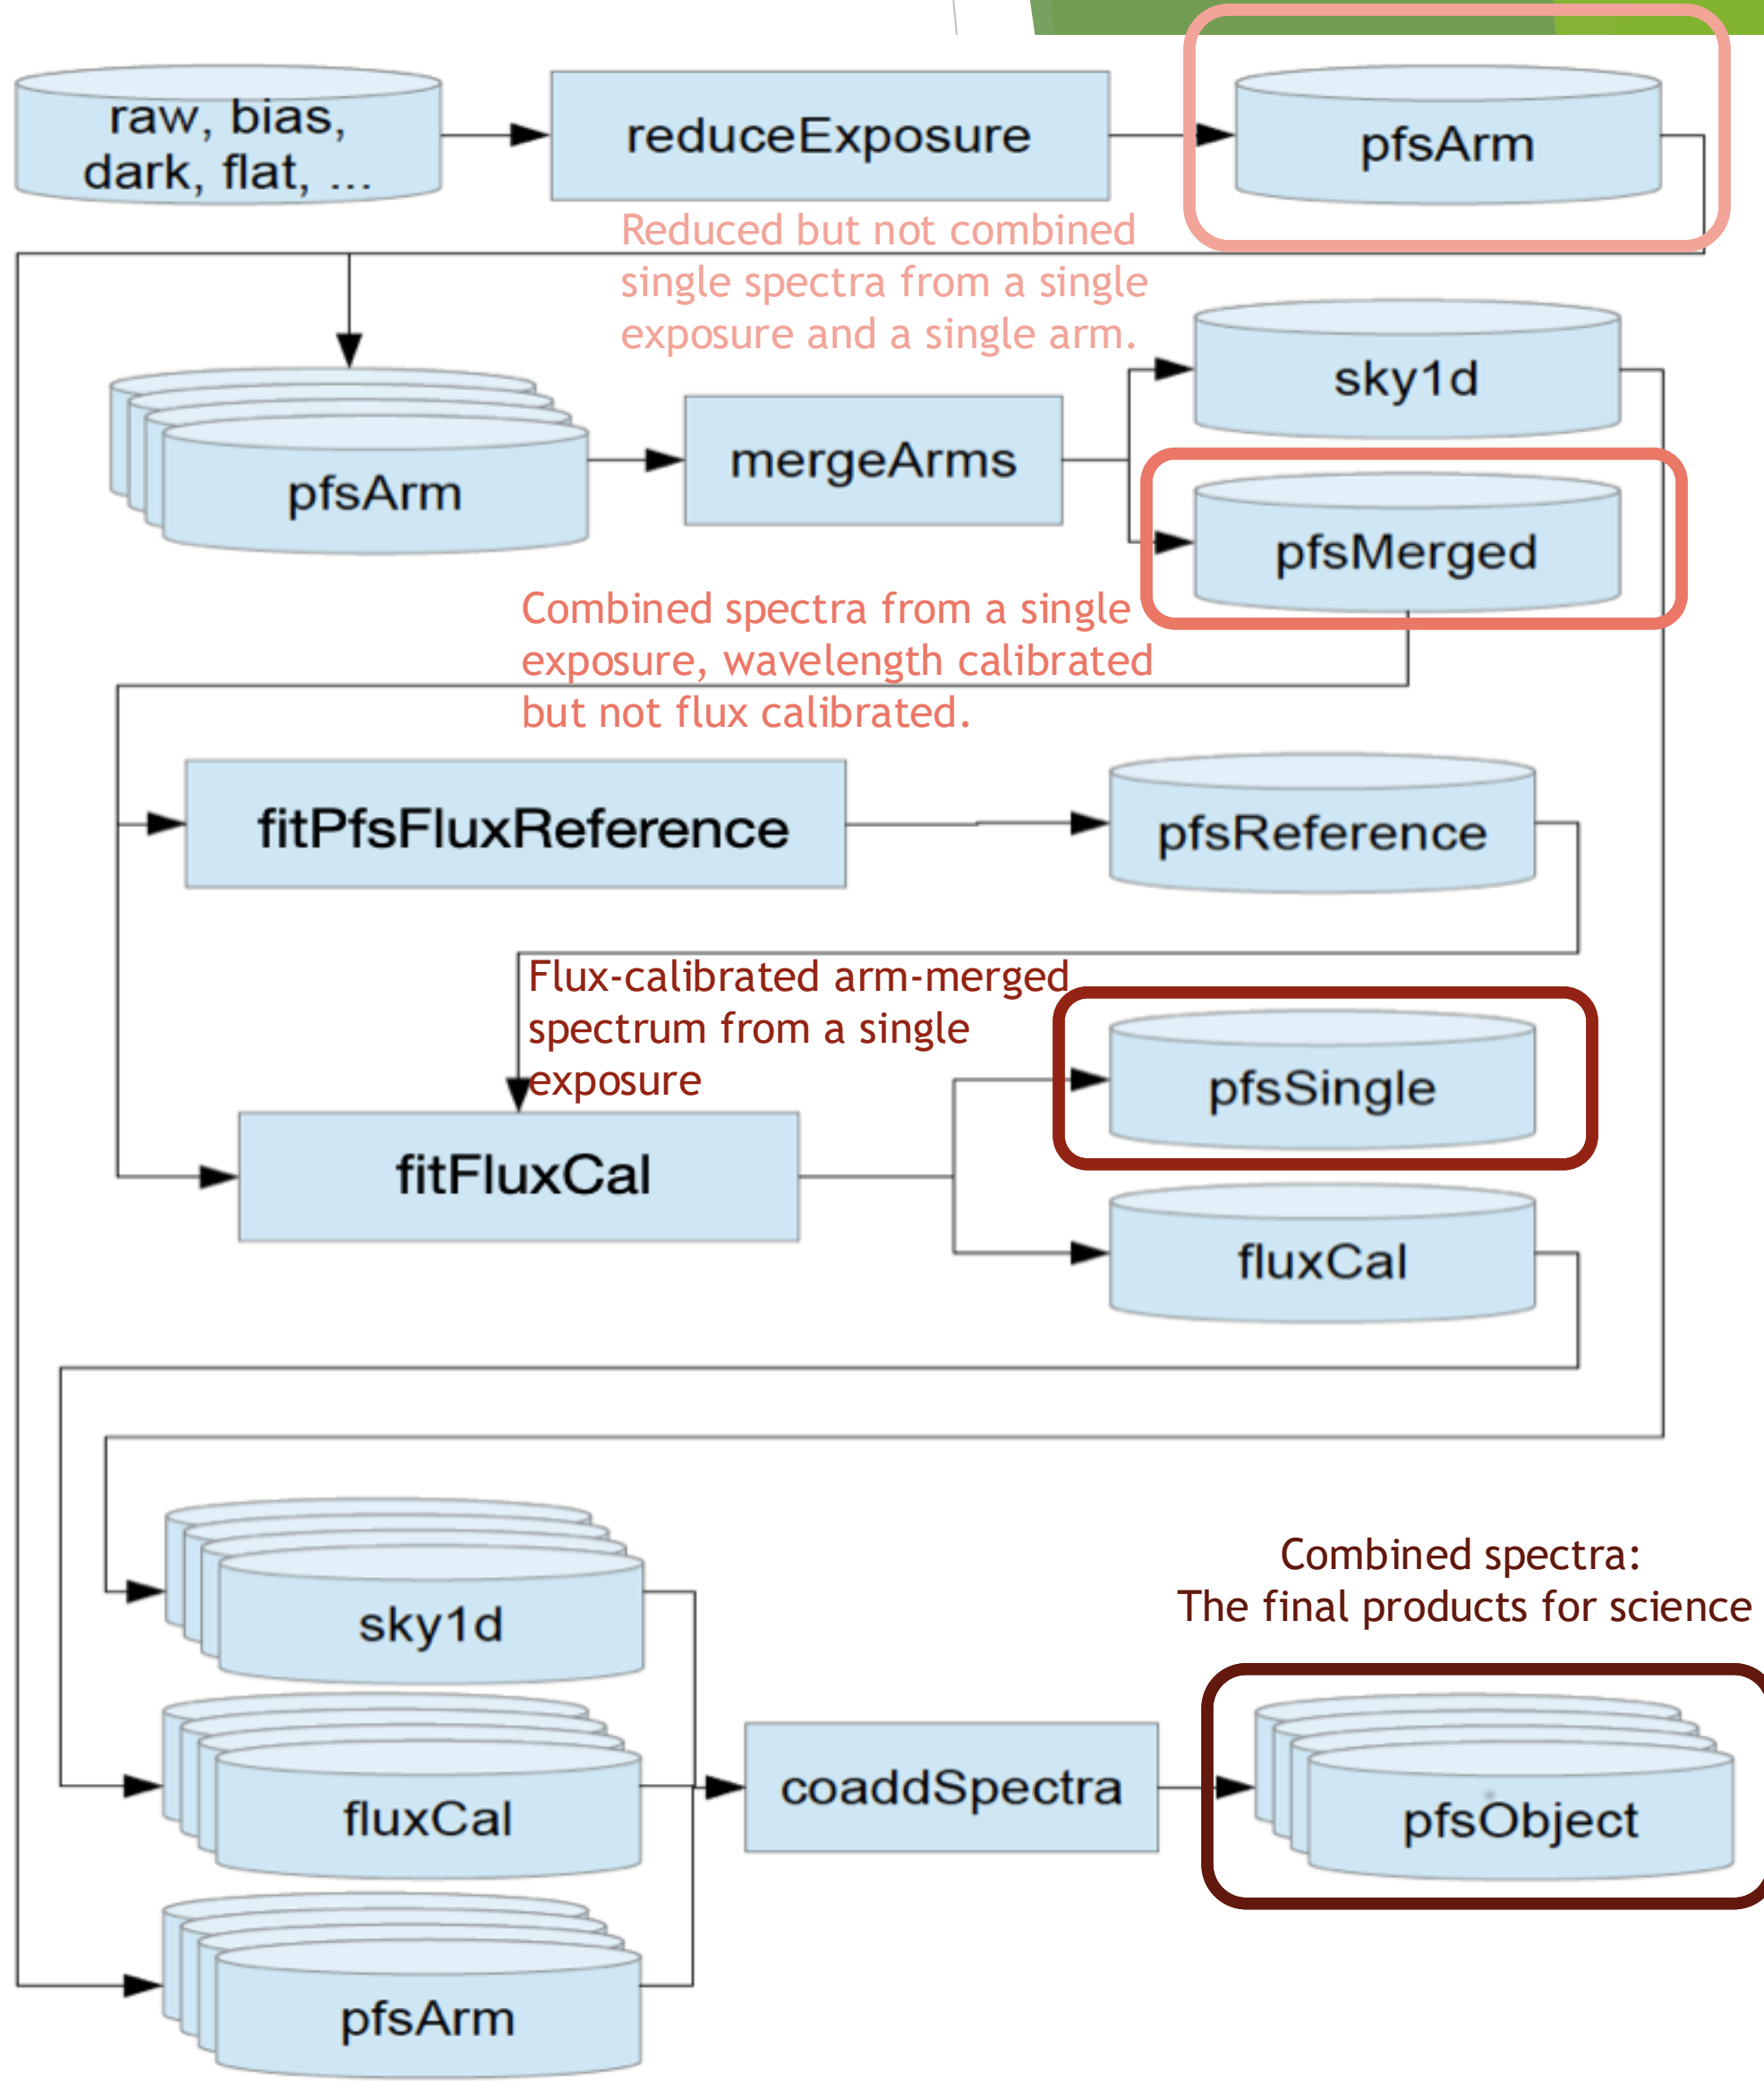 raw, bias,
dark, flat, ...
reduceExposure
pfsArm
Reduced but not combined
single spectra from a single
exposure and a single arm.
sky1d
pfsArm
mergeArms
pfsMerged
Combined spectra from a single
exposure, wavelength calibrated
but not flux calibrated.
fitPfsFluxReference
pfsReference
Flux-calibrated arm-merged
spectrum from a single
exposure
pfsSingle
fitFluxCal
fluxCal
sky1d
Combined spectra:
The final products for science
fluxCal
coaddSpectra
pfsObject
pfsArm